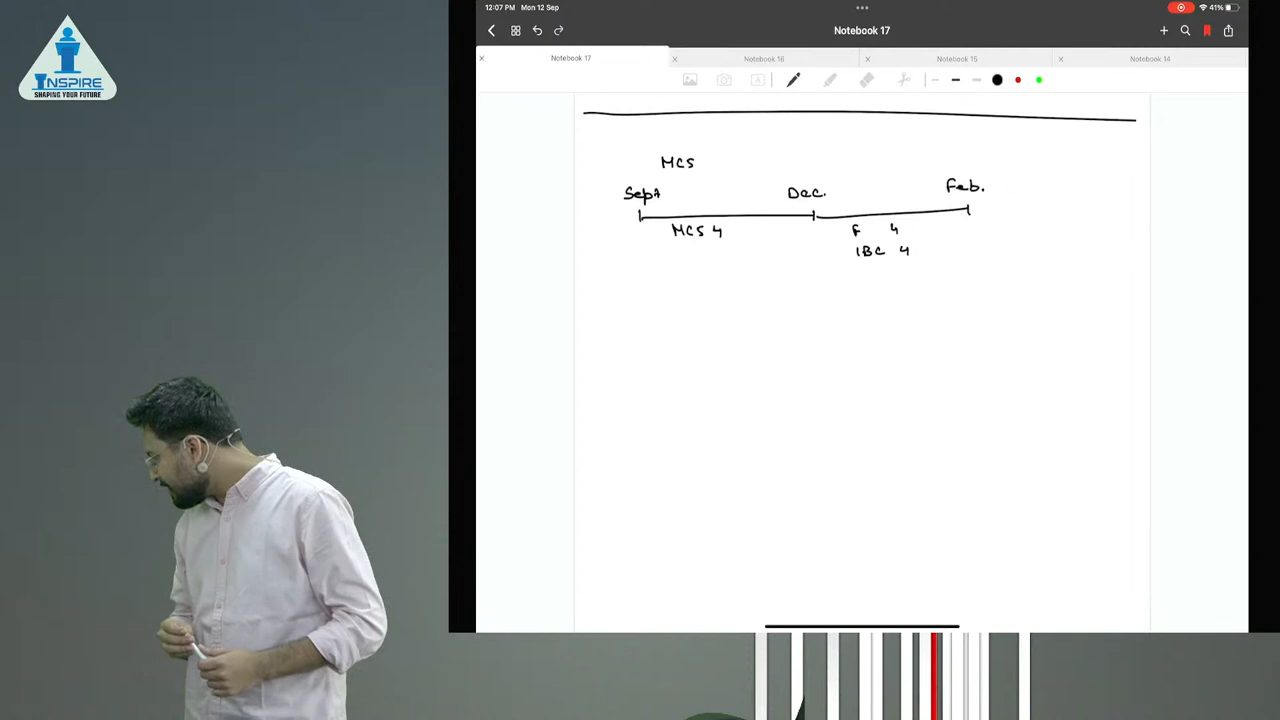 INSPIRE
SHAPING YOUR FUTURE
12:07 PM Mon 12 Sep
41%
Notebook 17
Notebook 17
Notebook 16
Notebook 15
Notebook 14
MCS
Sept
Dec.
Feb.
MCS 4
F 4
IBC 4